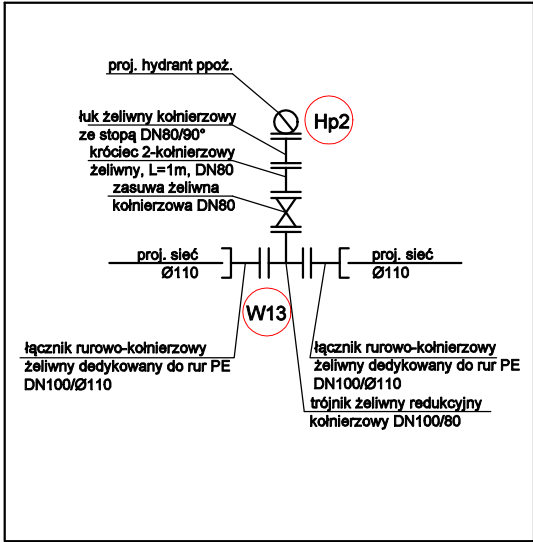 proj. hydrant ppoż.
Hp2
łuk żeliwny kołnierzowy
ze stopą DN80/90°
króciec 2-kołnierzowy
żeliwny, L=1m, DN80
zasuwa żeliwna
kołnierzowa DN80
proj. sieć
Ø110
proj. sieć
Ø110
W13
łącznik rurowo-kołnierzowy
żeliwny dedykowany do rur PE
DN100/Ø110
łącznik rurowo-kołnierzowy
żeliwny dedykowany do rur PE
DN100/Ø110
trójnik żeliwny redukcyjny
kołnierzowy DN100/80